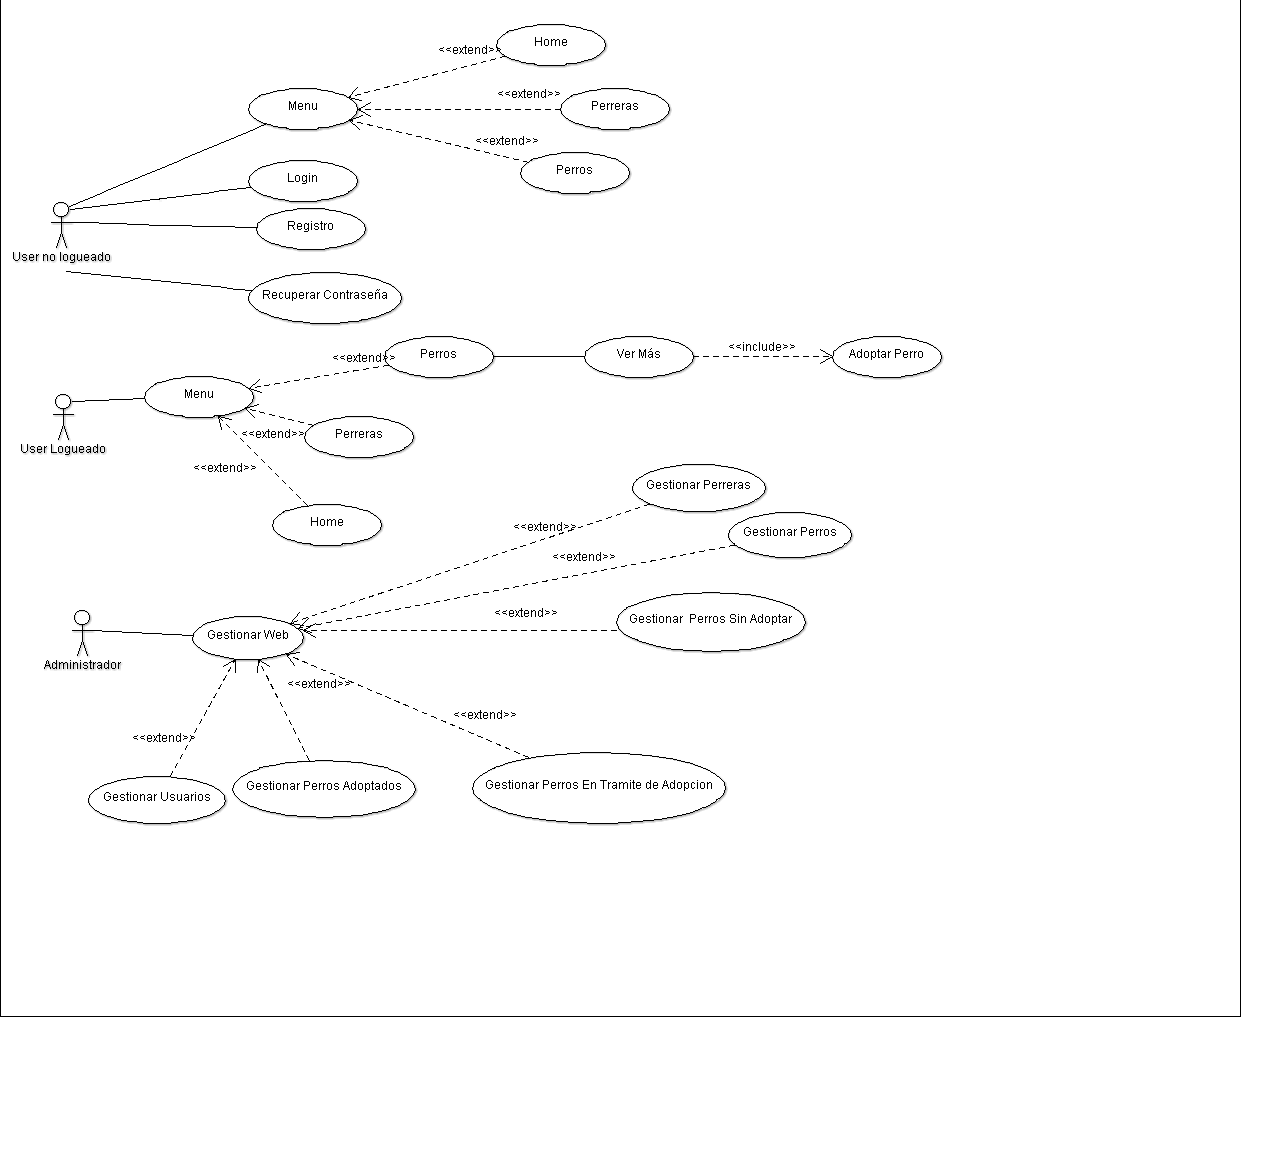 <<extend>>
Home
<<extend>>
Menu
Perreras
<<extend>>
Perros
Login
Registro
User no logueado
Recuperar Contraseña
<<extend>>
Perros
Ver Más
<<include>>
Adoptar Perro
Menu
User Logueado
<<extend>>
Perreras
<<extend>>
Home
Gestionar Perreras
<<extend>>
Gestionar Perros
<<extend>>
<<extend>>
Gestionar  Perros Sin Adoptar
Gestionar Web
Administrador
<<extend>>
<<extend>>
<<extend>>
Gestionar Usuarios
Gestionar Perros Adoptados
Gestionar Perros En Tramite de Adopcion